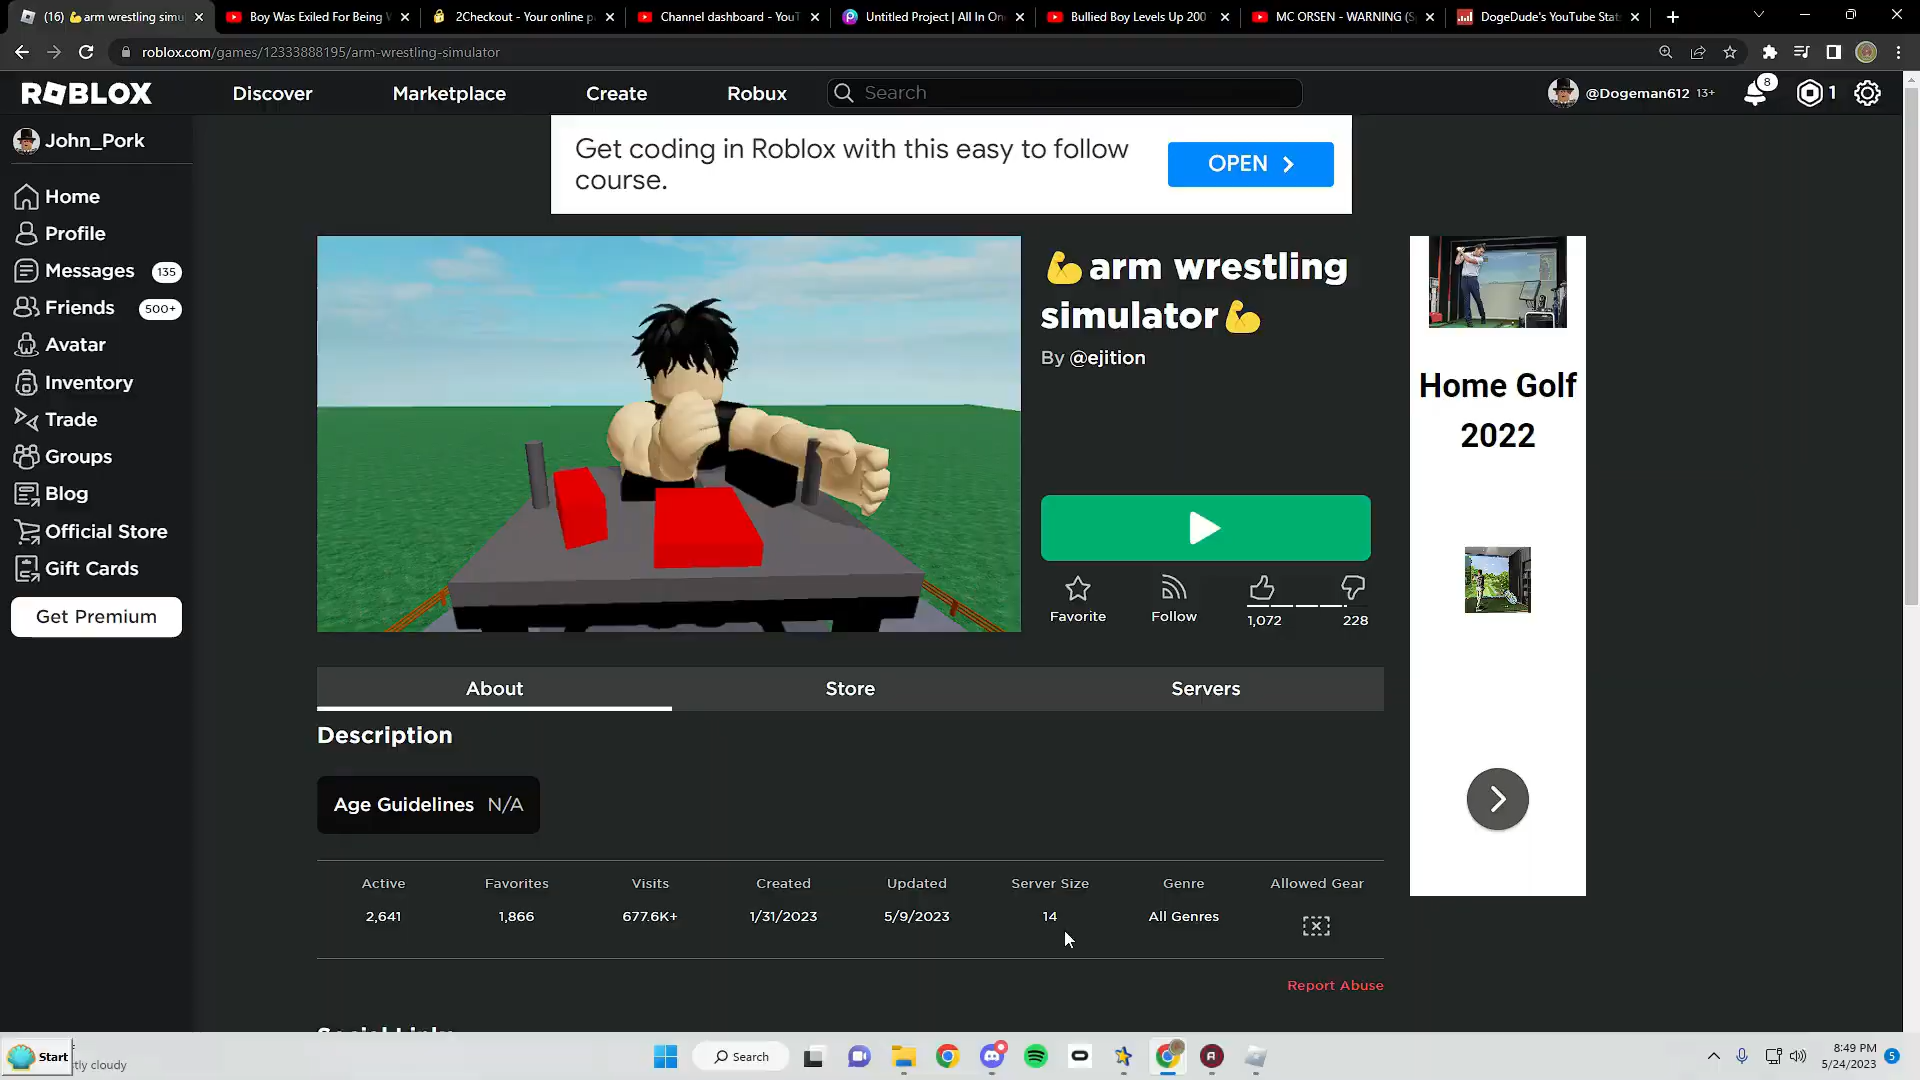 (16) 💪arm wrestling simu
Boy Was Exiled For Being
2Checkout - Your online p
Channel dashboard - YouT
Untitled Project | All In On
Bullied Boy Levels Up 200
MC ORSEN - WARNING (S
DogeDude's YouTube Stat
roblox.com/games/12333888195/arm-wrestling-simulator
ROBLOX
Discover
Marketplace
Create
Robux
Search
@Dogeman612 13+
8
1
John_Pork
Home
Profile
Messages 135
Friends 500+
Avatar
Inventory
Trade
Groups
Blog
Official Store
Gift Cards
Get Premium
Get coding in Roblox with this easy to follow
course.
OPEN
💪arm wrestling
simulator💪
By @ejition
Favorite
Follow
1,072
228
Home Golf
2022
About
Store
Servers
Description
Age Guidelines N/A
Active Favorites Visits Created Updated Server Size Genre Allowed Gear
2,641 1,866 677.6K+ 1/31/2023 5/9/2023 14 All Genres
Report Abuse
Start
tly cloudy
Search
8:49 PM
5/24/2023
5